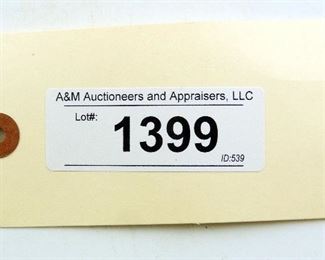 A&M Auctioneers and Appraisers, LLC
Lot#:
1399
ID:539